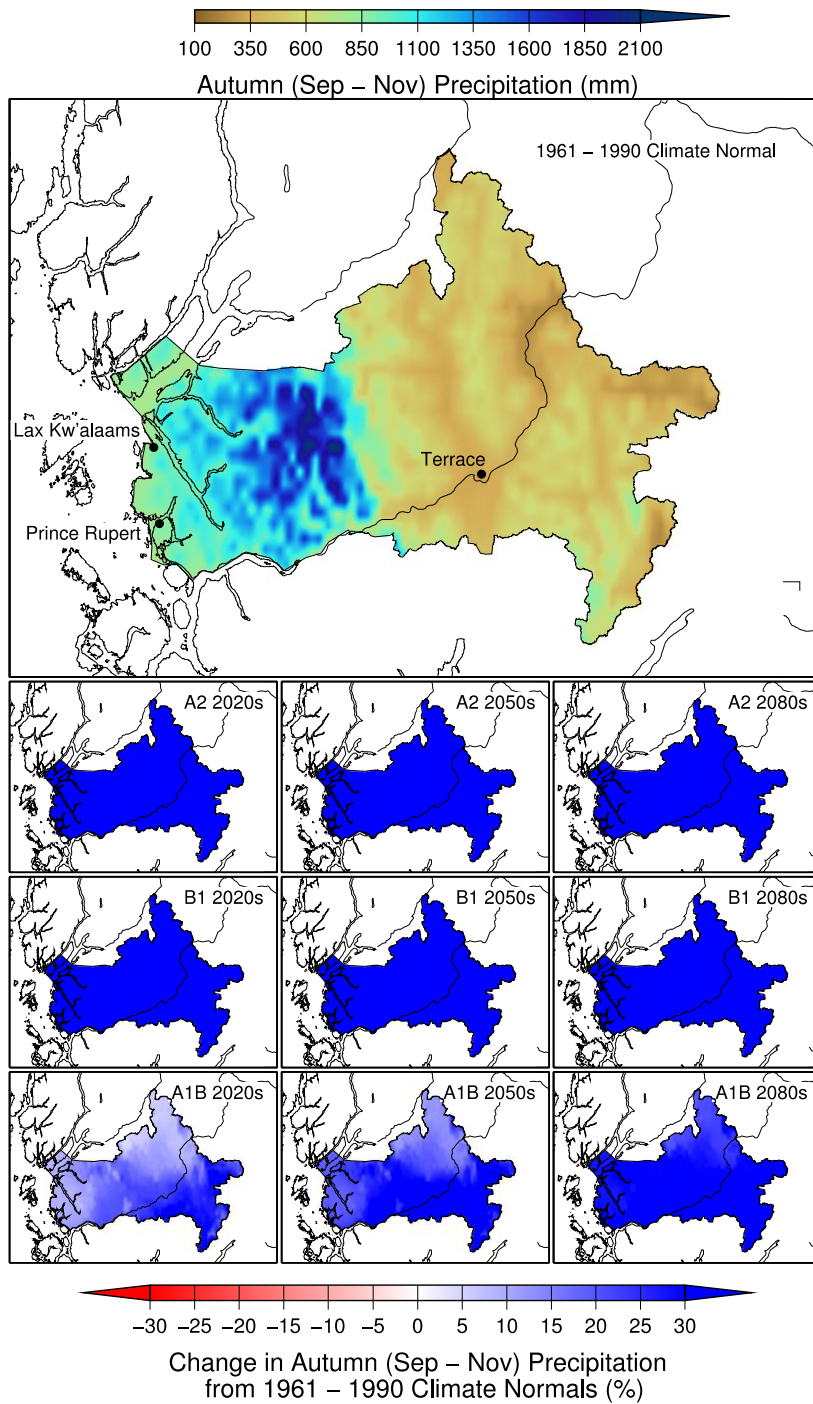 100 350 600 850 1100 1350 1600 1850 2100
Autumn (Sep – Nov) Precipitation (mm)
1961 – 1990 Climate Normal
Lax Kw'alaams
Terrace
Prince Rupert
A2 2020s A2 2050s A2 2080s
B1 2020s B1 2050s B1 2080s
A1B 2020s A1B 2050s A1B 2080s
−30 −25 −20 −15 −10 −5 0 5 10 15 20 25 30
Change in Autumn (Sep – Nov) Precipitation
from 1961 – 1990 Climate Normals (%)